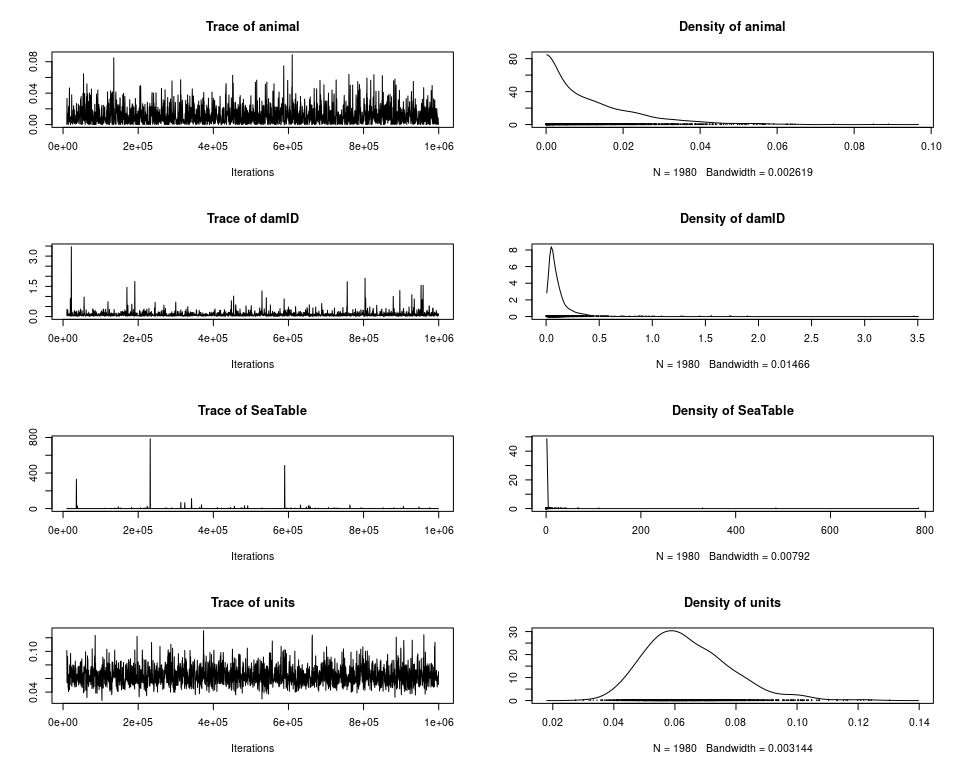 Trace of animal
0.00 0.04 0.08
0e+00 2e+05 4e+05 6e+05 8e+05 1e+06
Iterations
Density of animal
0 40 80
0.00 0.02 0.04 0.06 0.08 0.10
N = 1980 Bandwidth = 0.002619
Trace of damID
0.0 1.5 3.0
0e+00 2e+05 4e+05 6e+05 8e+05 1e+06
Iterations
Density of damID
0 2 4 6 8
0.0 0.5 1.0 1.5 2.0 2.5 3.0 3.5
N = 1980 Bandwidth = 0.01466
Trace of SeaTable
0 400 800
0e+00 2e+05 4e+05 6e+05 8e+05 1e+06
Iterations
Density of SeaTable
0 20 40
0 200 400 600 800
N = 1980 Bandwidth = 0.00792
Trace of units
0.04 0.10
0e+00 2e+05 4e+05 6e+05 8e+05 1e+06
Iterations
Density of units
0 10 20 30
0.02 0.04 0.06 0.08 0.10 0.12 0.14
N = 1980 Bandwidth = 0.003144